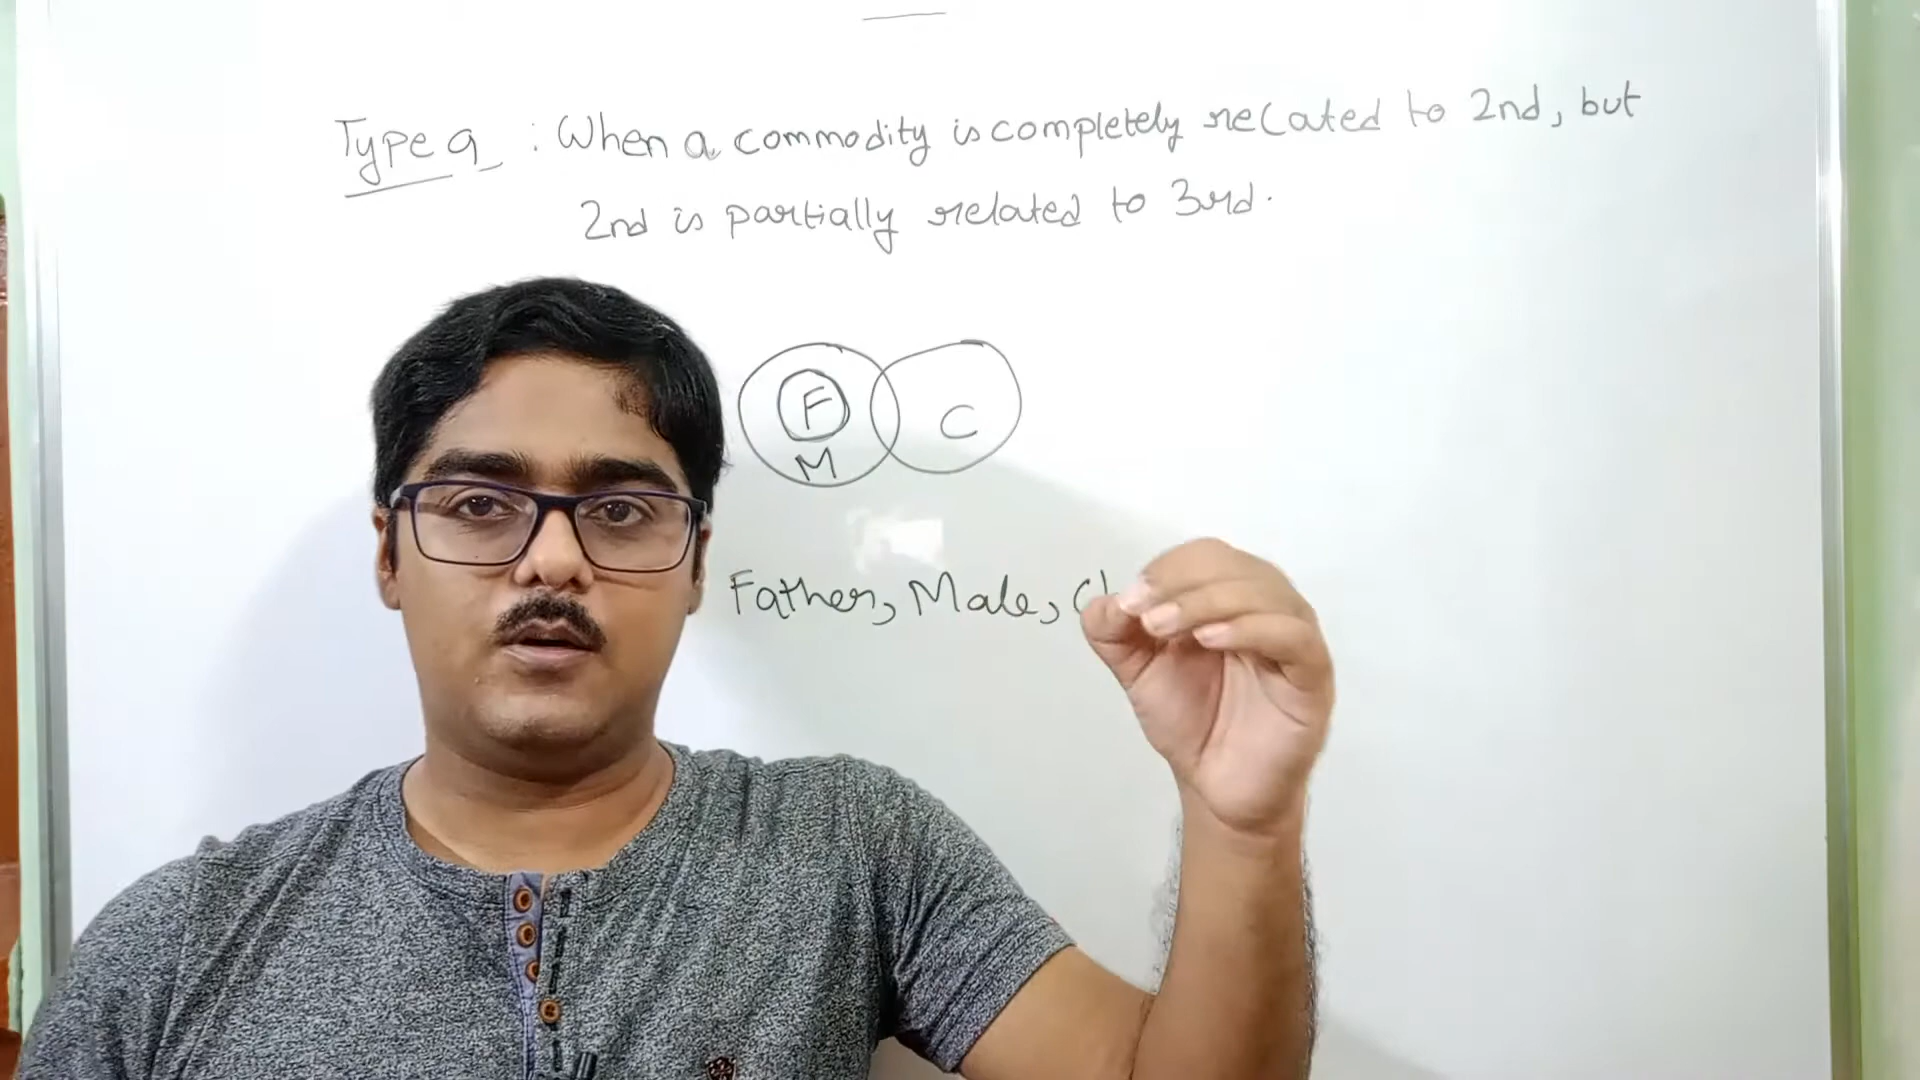 Type 9 : When a commodity is completely related to 2nd, but
2nd is partially related to 3rd.
F
C
M
Father, Male,